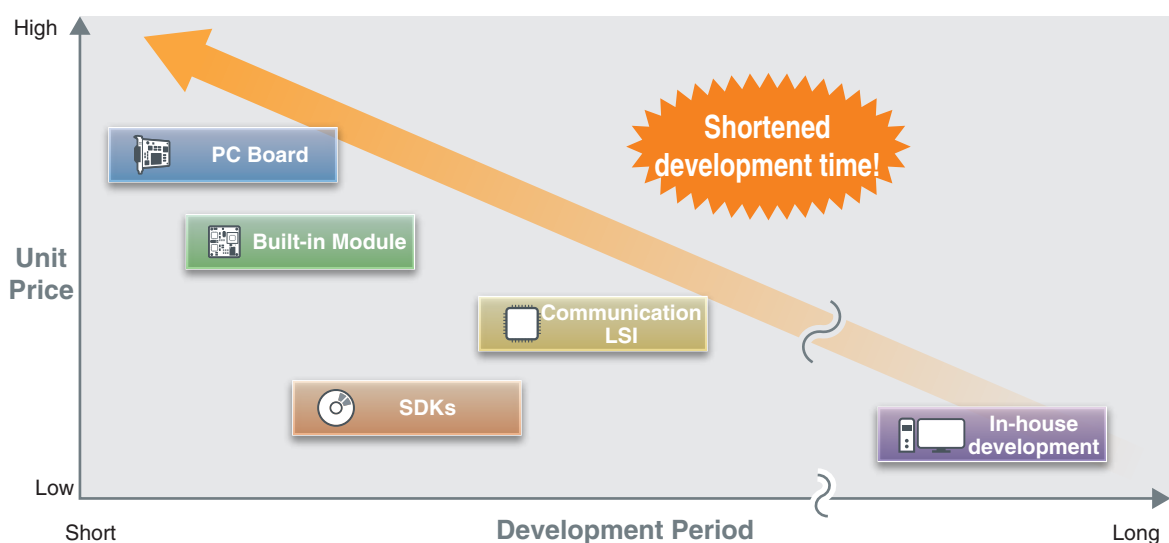 High
Shortened
development time!
PC Board
Built-in Module
Unit
Price
Communication
LSI
SDKs
In-house
development
Low
Short
Development Period
Long